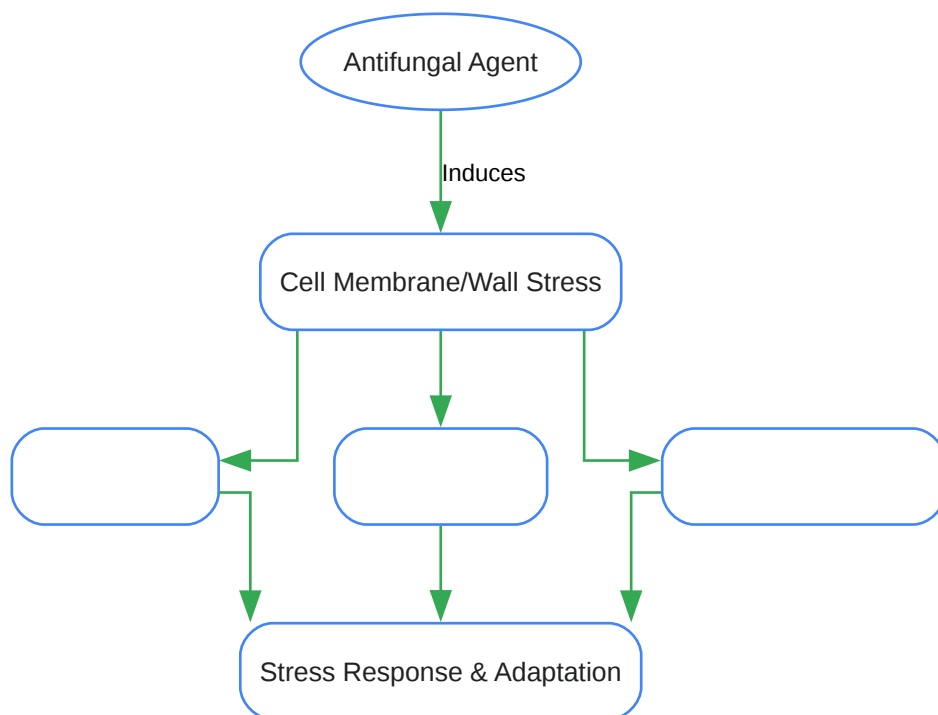 Antifungal Agent
Induces
Cell Membrane/Wall Stress
Stress Response & Adaptation